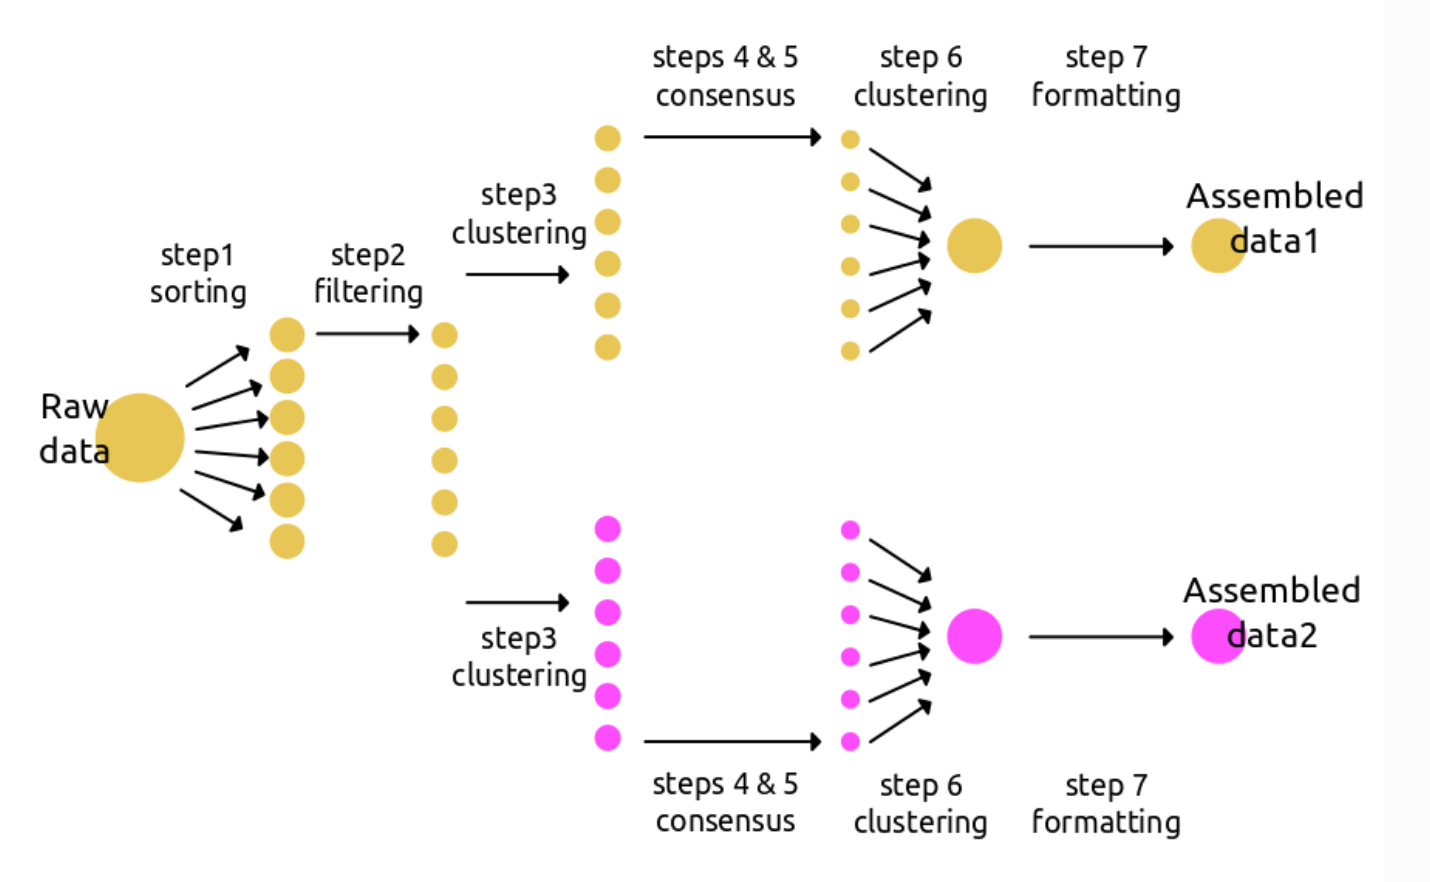 steps 4 & 5
consensus
step 6
clustering
step 7
formatting
step3
clustering
Assembled
data1
step1
sorting
step2
filtering
Raw
data
step3
clustering
Assembled
data2
steps 4 & 5
consensus
step 6
clustering
step 7
formatting